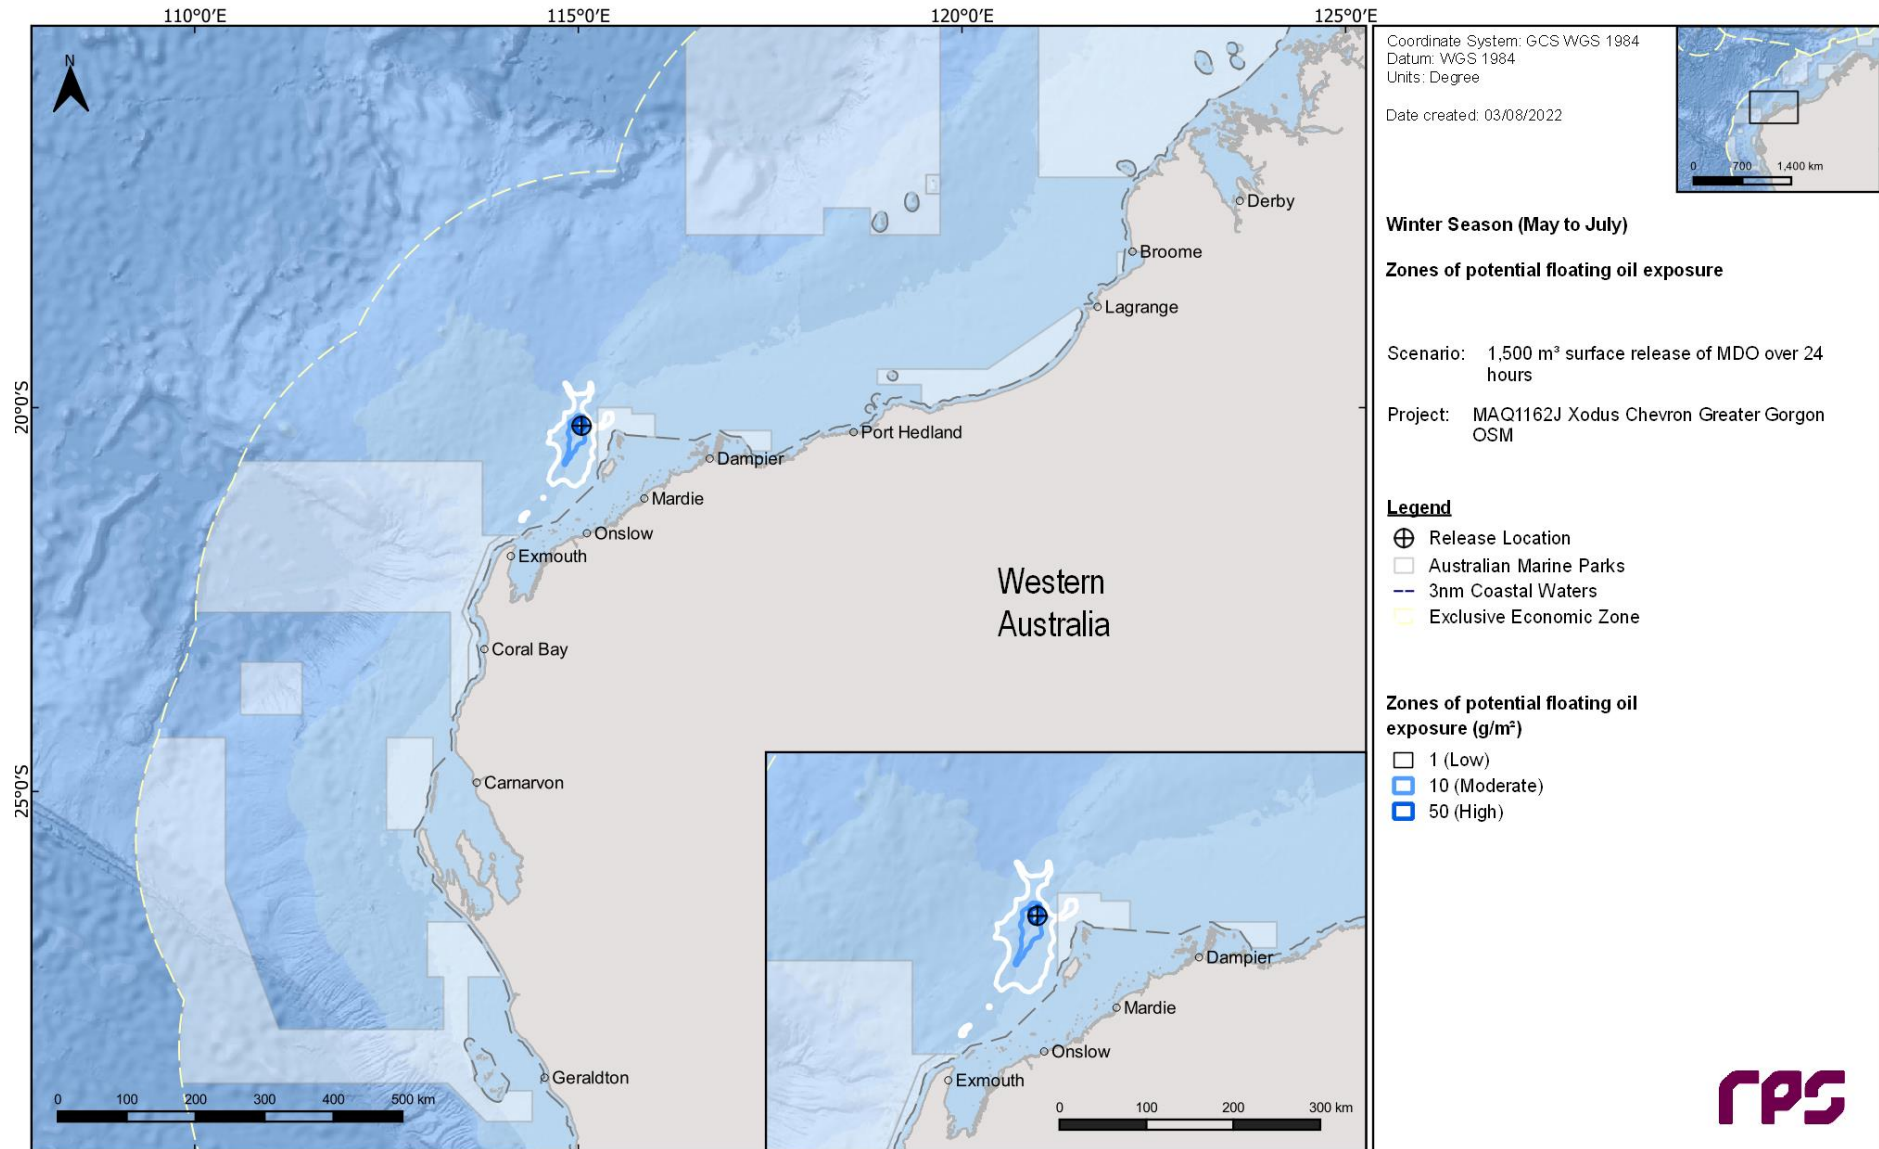 110°0'E 115°0'E 120°0'E 125°0'E
20°0'S
25°0'S
N
Derby
Broome
Lagrange
Port Hedland
Dampier
Mardie
Onslow
Exmouth
Western
Australia
Coral Bay
Carnarvon
Geraldton
0 100 200 300 400 500 km
Dampier
Mardie
Onslow
Exmouth
0 100 200 300 km
Coordinate System: GCS WGS 1984
Datum: WGS 1984
Units: Degree
Date created: 03/08/2022
0 700 1,400 km
Winter Season (May to July)
Zones of potential floating oil exposure
Scenario: 1,500 m³ surface release of MDO over 24
hours
Project: MAQ1162J Xodus Chevron Greater Gorgon
OSM
Legend
Release Location
Australian Marine Parks
3nm Coastal Waters
Exclusive Economic Zone
Zones of potential floating oil
exposure (g/m²)
1 (Low)
10 (Moderate)
50 (High)
rps